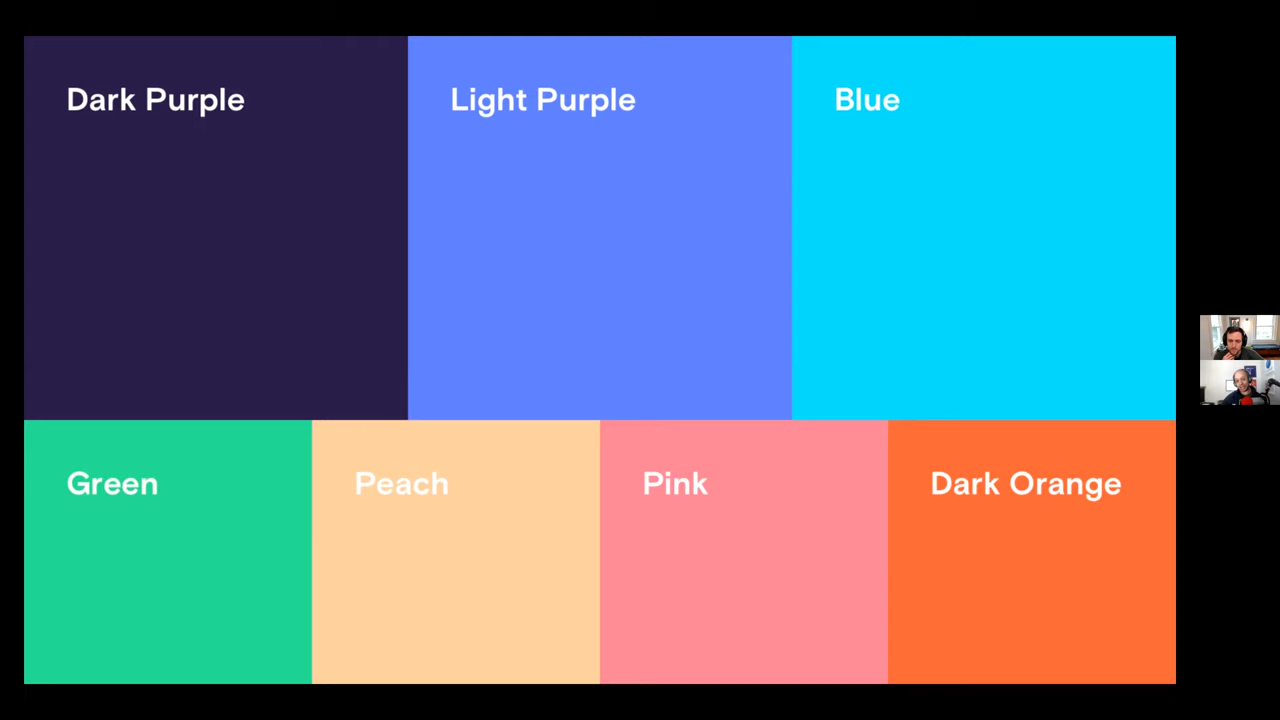 Dark Purple
Light Purple
Blue
Green
Peach
Pink
Dark Orange